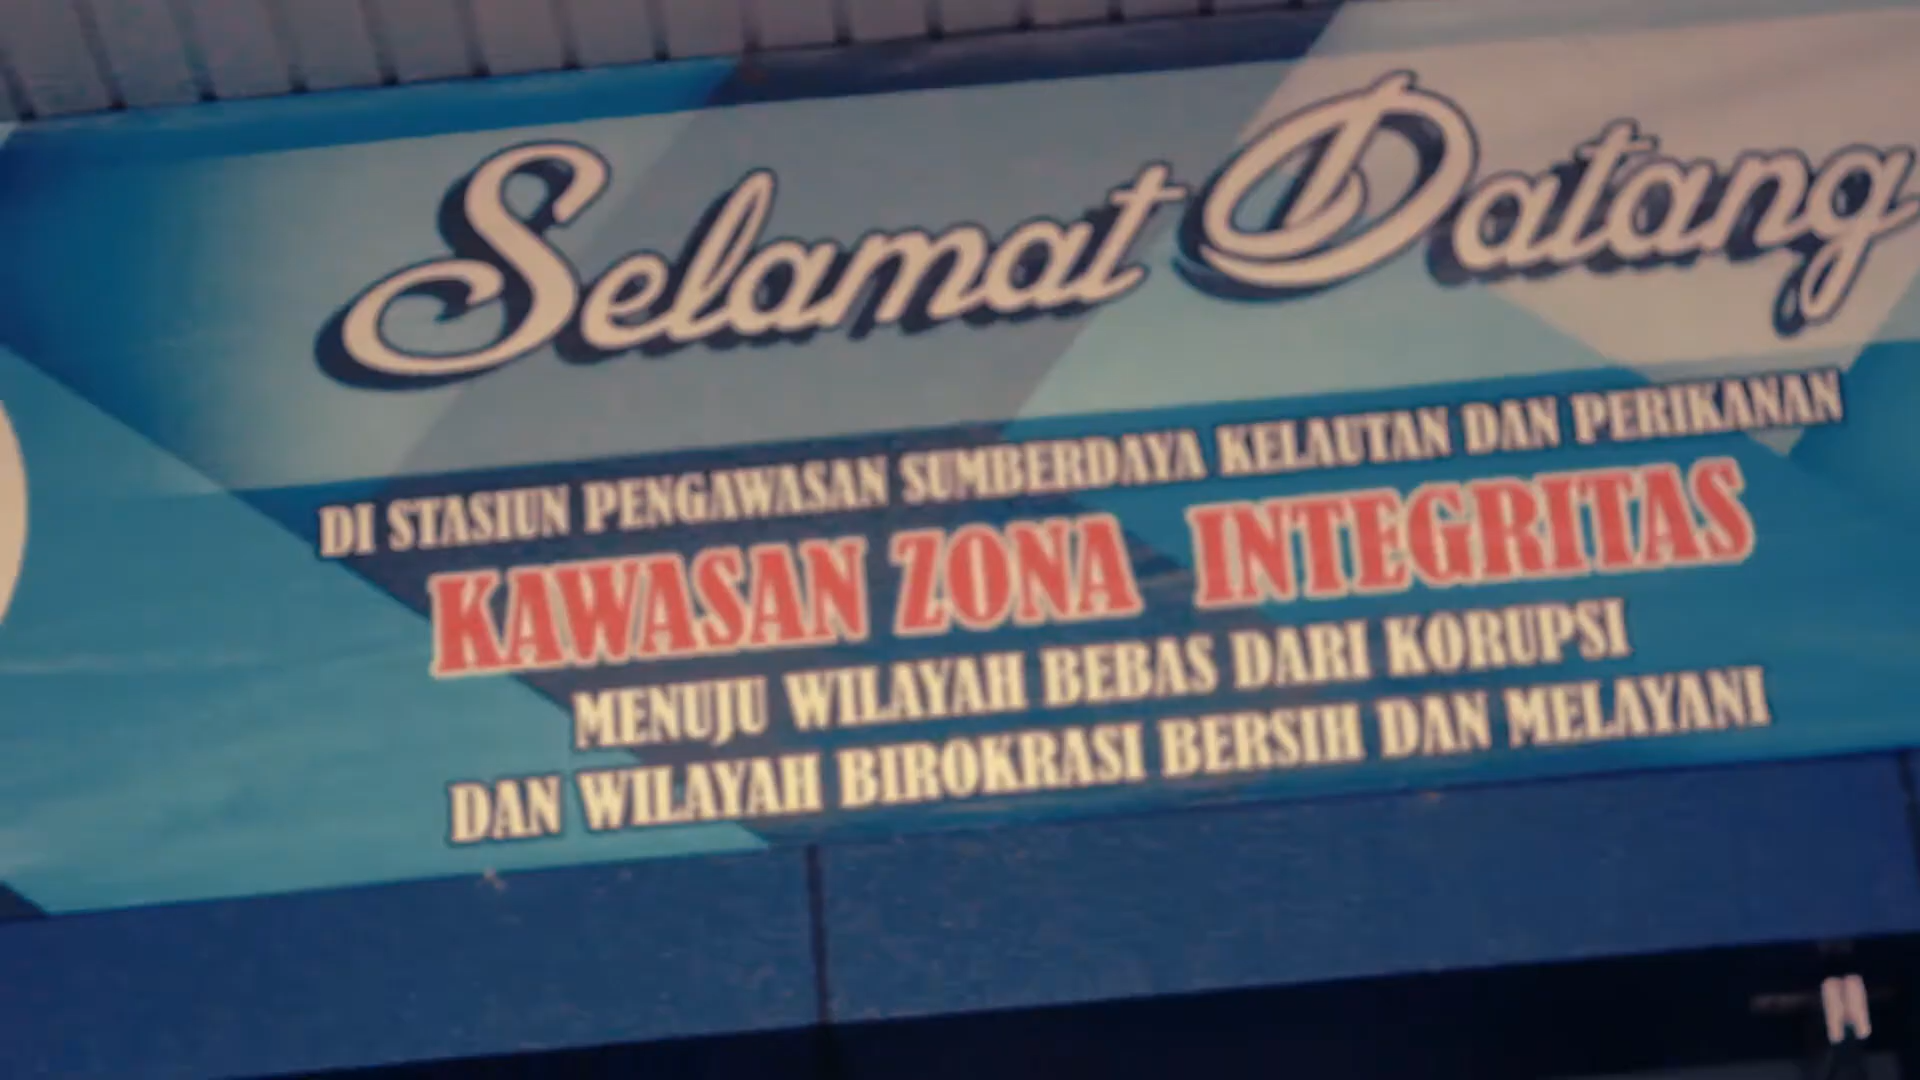 Selamat Datang
DI STASIUN PENGAWASAN SUMBERDAYA KELAUTAN DAN PERIKANAN
KAWASAN ZONA INTEGRITAS
MENUJU WILAYAH BEBAS DARI KORUPSI
DAN WILAYAH BIROKRASI BERSIH DAN MELAYANI